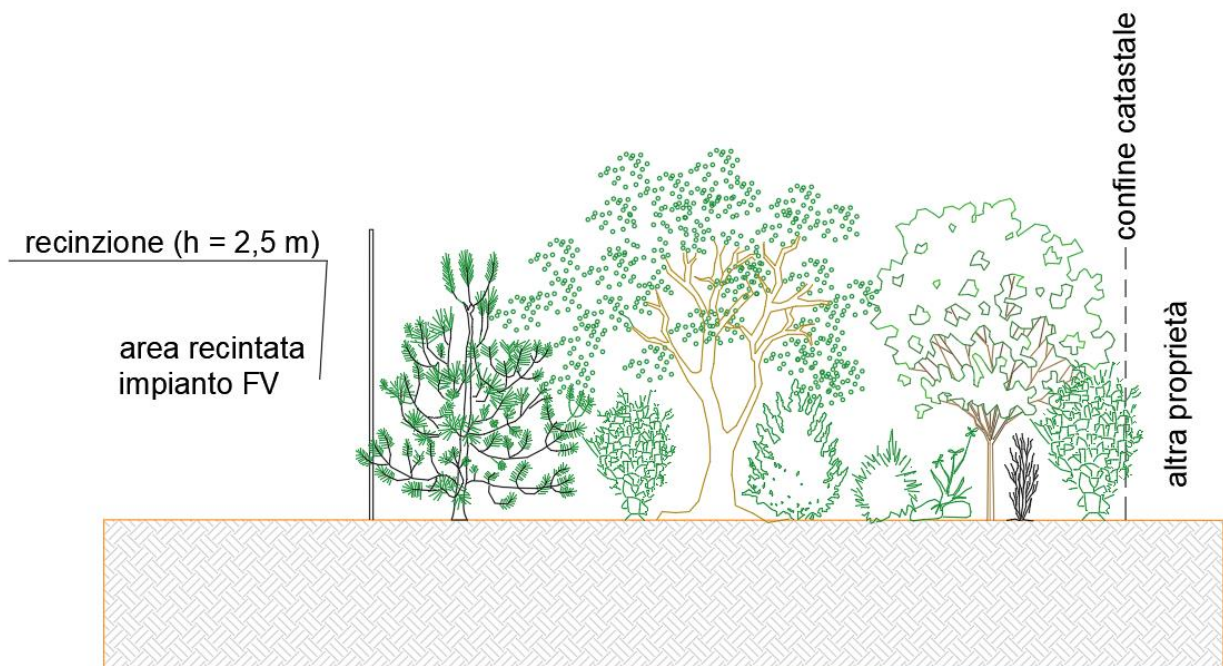 recinzione (h = 2,5 m)
area recintata
impianto FV
confine catastale
altra proprietà